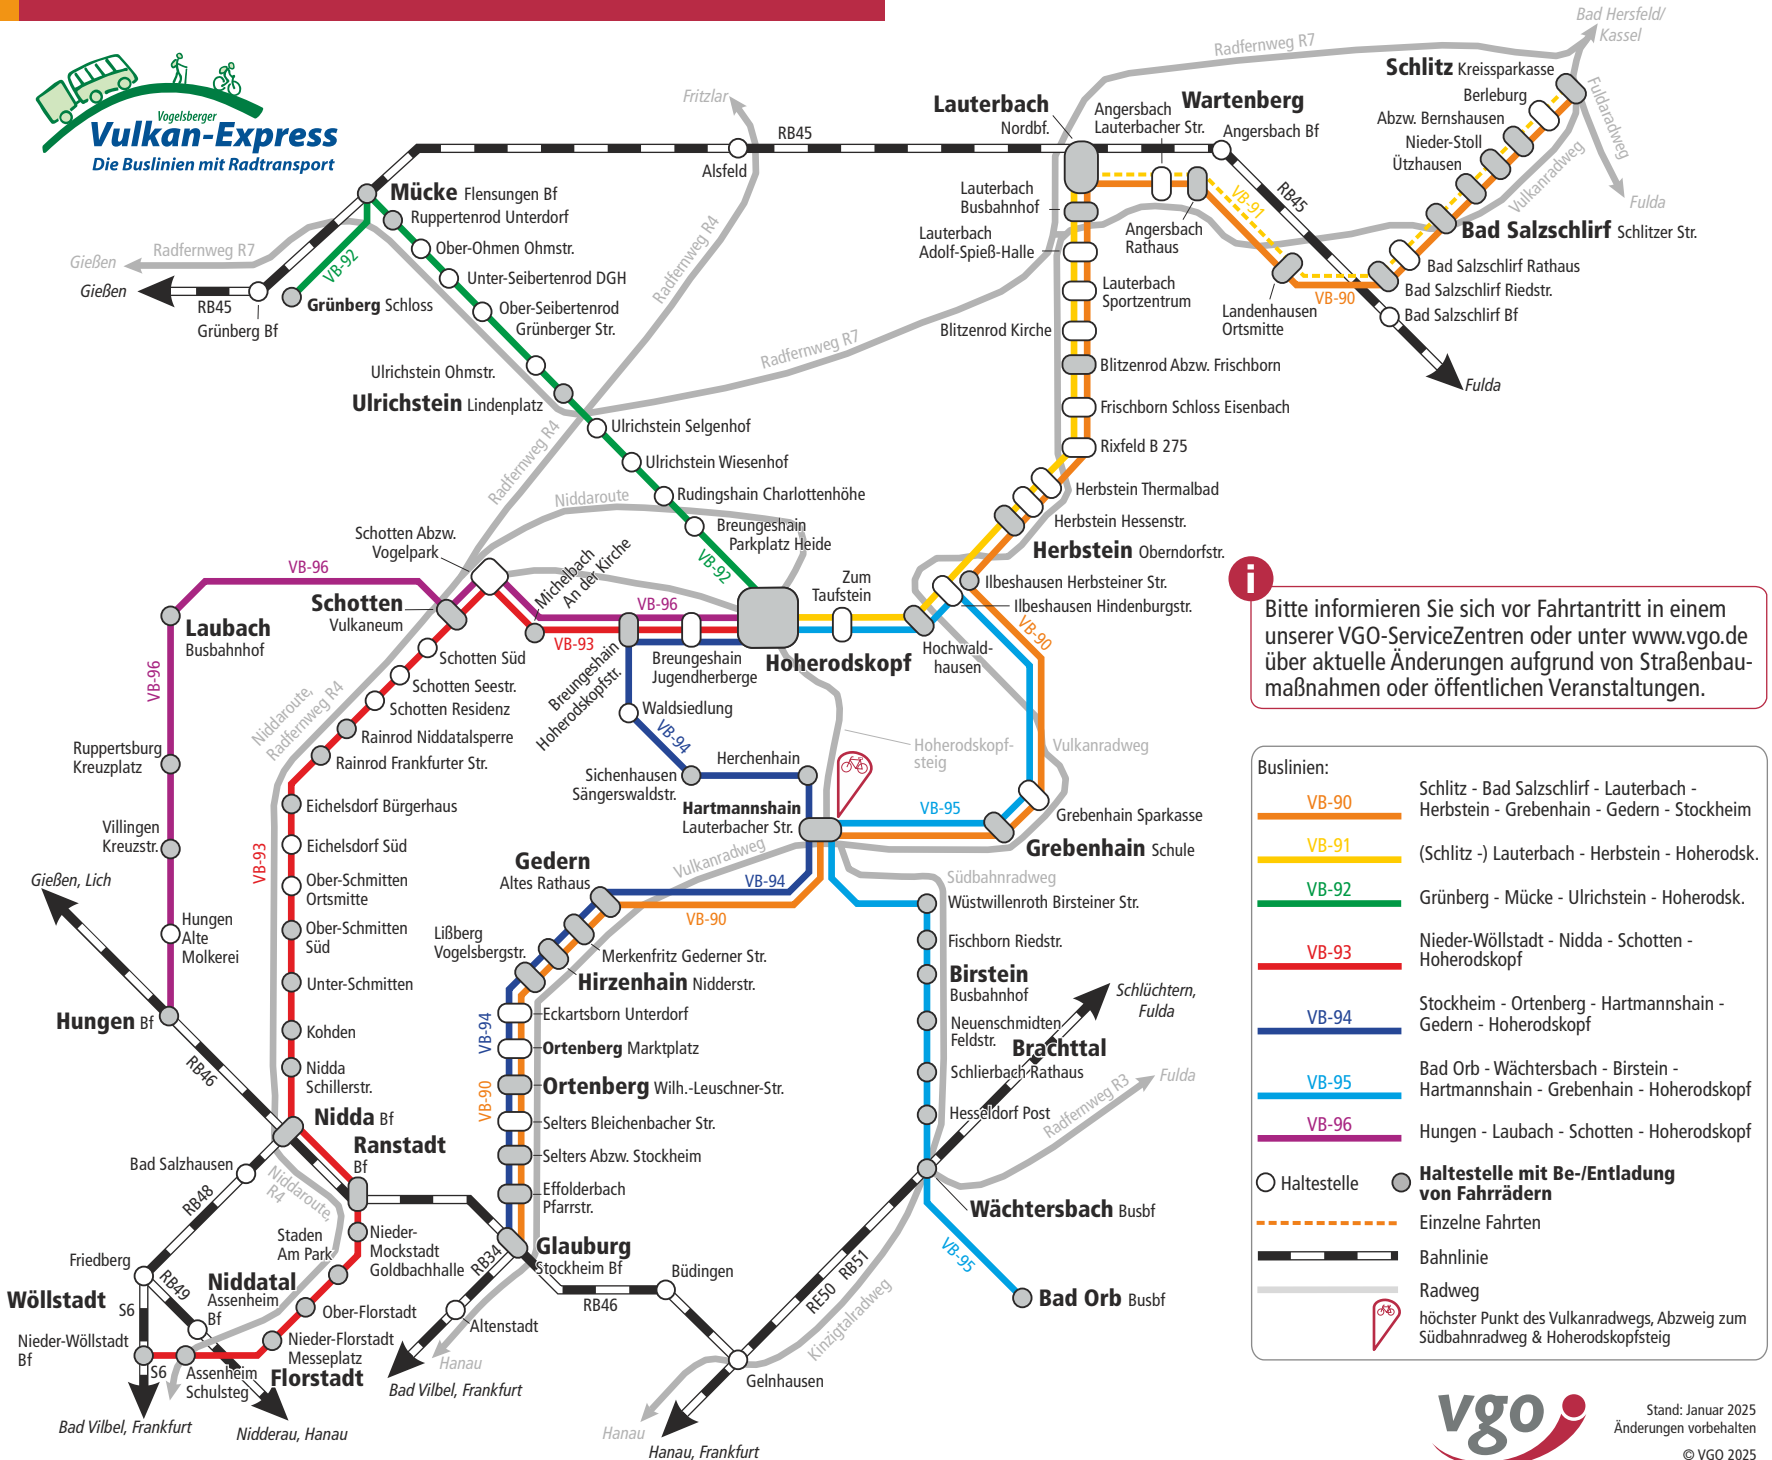 Vogelsberger
Vulkan-Express
Die Buslinien mit Radtransport
Bad Hersfeld/
Kassel
Radfernweg R7
Schlitz Kreissparkasse
Berleburg
Abzw. Bernshausen
Nieder-Stoll
Ützhausen
Fuldaradweg
Vulkanradweg
Fulda
Fritzlar
RB45
Alsfeld
Lauterbach
Nordbf.
Angersbach
Lauterbacher Str.
Wartenberg
Angersbach Bf
RB45
VB-91
Lauterbach
Busbahnhof
Lauterbach
Adolf-Spieß-Halle
Angersbach
Rathaus
Bad Salzschlirf Schlitzer Str.
Bad Salzschlirf Rathaus
Bad Salzschlirf Riedstr.
Bad Salzschlirf Bf
VB-90
Landenhausen
Ortsmitte
Fulda
Lauterbach
Sportzentrum
Blitzenrod Kirche
Blitzenrod Abzw. Frischborn
Frischborn Schloss Eisenbach
Rixfeld B 275
Herbstein Thermalbad
Herbstein Hessenstr.
Herbstein Oberndorfstr.
Ilbeshausen Herbsteiner Str.
Ilbeshausen Hindenburgstr.
VB-90
Mücke Flensungen Bf
Ruppertenrod Unterdorf
Ober-Ohmen Ohmstr.
Unter-Seibertenrod DGH
Ober-Seibertenrod
Grünberger Str.
Gießen
Radfernweg R7
Gießen
RB45
VB-92
Grünberg Bf
Grünberg Schloss
Radfernweg R4
Radfernweg R7
Ulrichstein Ohmstr.
Ulrichstein Lindenplatz
Ulrichstein Selgenhof
Ulrichstein Wiesenhof
Rudingshain Charlottenhöhe
Breungeshain
Parkplatz Heide
Radfernweg R4
Niddaroute
VB-92
Schotten Abzw.
Vogelpark
Michelbach
An der Kirche
VB-96
VB-96
VB-93
Zum
Taufstein
Hoherodskopf
Hochwald-
hausen
Schotten
Vulkaneum
Schotten Süd
Schotten Seestr.
Schotten Residenz
Rainrod Niddatalsperre
Rainrod Frankfurter Str.
Niddaroute,
Radfernweg R4
Breungeshain
Hoherodskopfstr.
Breungeshain
Jugendherberge
Waldsiedlung
VB-94
Sichenhausen
Sängerswaldstr.
Herchenhain
Hoherodskopf-
steig
Vulkanradweg
Hartmannshain
Lauterbacher Str.
VB-95
Grebenhain Sparkasse
Grebenhain Schule
Laubach
Busbahnhof
VB-96
Ruppertsburg
Kreuzplatz
Villingen
Kreuzstr.
Hungen
Alte
Molkerei
Hungen Bf
Gießen, Lich
RB46
VB-93
Eichelsdorf Bürgerhaus
Eichelsdorf Süd
Ober-Schmitten
Ortsmitte
Ober-Schmitten
Süd
Unter-Schmitten
Kohden
Nidda
Schillerstr.
Nidda Bf
Ranstadt
Bf
Gedern
Altes Rathaus
Vulkanradweg
VB-94
VB-90
Lißberg
Vogelsbergstr.
Merkenfritz Gederner Str.
Hirzenhain Nidderstr.
VB-94
VB-90
Eckartsborn Unterdorf
Ortenberg Marktplatz
Ortenberg Wilh.-Leuschner-Str.
Selters Bleichenbacher Str.
Selters Abzw. Stockheim
Effolderbach
Pfarrstr.
Glauburg
Stockheim Bf
RB34
Südbahnradweg
Wüstwillenroth Birsteiner Str.
Fischborn Riedstr.
Birstein
Busbahnhof
Neuenschmidten
Feldstr.
Brachttal
Schlierbach Rathaus
Hesseldorf Post
Schlüchtern,
Fulda
Radfernweg R3
Fulda
Wächtersbach Busbf
VB-95
Bad Orb Busbf
Bad Salzhausen
RB48
Niddaroute,
R4
Friedberg
RB49
Wöllstadt
S6
Nieder-Wöllstadt
Bf
S6
Niddatal
Assenheim
Bf
Assenheim
Schulsteg
Staden
Am Park
Nieder-
Mockstadt
Goldbachhalle
Ober-Florstadt
Nieder-Florstadt
Messeplatz
Florstadt
Bad Vilbel, Frankfurt
Nidderau, Hanau
Altenstadt
Hanau
Bad Vilbel, Frankfurt
RB46
Büdingen
RE50
RB51
Kinzigtalradweg
Gelnhausen
Hanau
Hanau, Frankfurt
i
Bitte informieren Sie sich vor Fahrtantritt in einem
unserer VGO-ServiceZentren oder unter www.vgo.de
über aktuelle Änderungen aufgrund von Straßenbau-
maßnahmen oder öffentlichen Veranstaltungen.
Buslinien:
VB-90
Schlitz - Bad Salzschlirf - Lauterbach -
Herbstein - Grebenhain - Gedern - Stockheim
VB-91
(Schlitz -) Lauterbach - Herbstein - Hoherodsk.
VB-92
Grünberg - Mücke - Ulrichstein - Hoherodsk.
VB-93
Nieder-Wöllstadt - Nidda - Schotten -
Hoherodskopf
VB-94
Stockheim - Ortenberg - Hartmannshain -
Gedern - Hoherodskopf
VB-95
Bad Orb - Wächtersbach - Birstein -
Hartmannshain - Grebenhain - Hoherodskopf
VB-96
Hungen - Laubach - Schotten - Hoherodskopf
Haltestelle
Haltestelle mit Be-/Entladung
von Fahrrädern
Einzelne Fahrten
Bahnlinie
Radweg
höchster Punkt des Vulkanradwegs, Abzweig zum
Südbahnradweg & Hoherodskopfsteig
vgo
Stand: Januar 2025
Änderungen vorbehalten
© VGO 2025